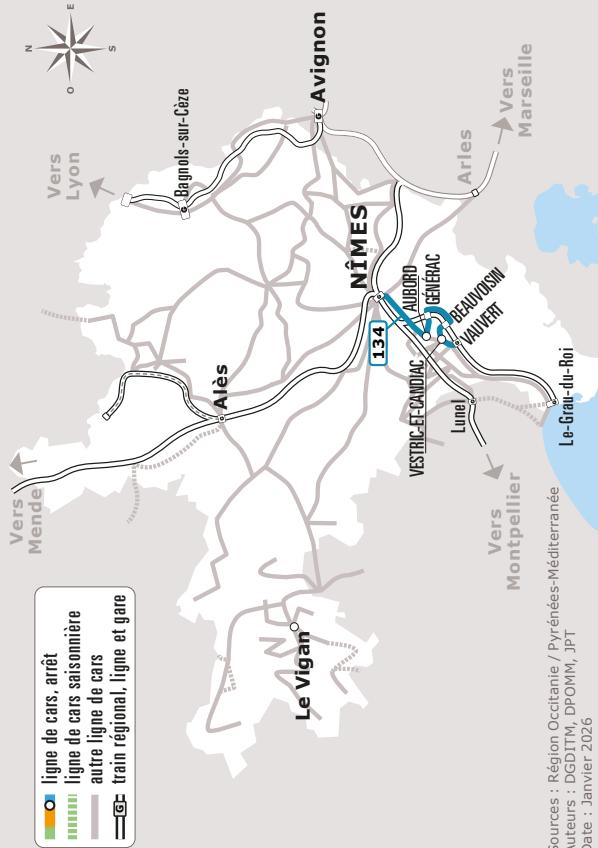 N
E
S
O
Vers
Lyon
Bagnols-sur-Cèze
Avignon
Vers
Marseille
Arles
NÎMES
AUBORD
GÉNÉRAC
BEAUVOISIN
VAUVERT
134
VESTRIC-ET-CANDIAC
Lunel
Le-Grau-du-Roi
Vers
Montpellier
Alès
Vers
Mende
Le Vigan
ligne de cars, arrêt
ligne de cars saisonnière
autre ligne de cars
G train régional, ligne et gare
Sources : Région Occitanie / Pyrénées-Méditerranée
Auteurs : DGDITM, DPOMM, JPT
Date : Janvier 2026